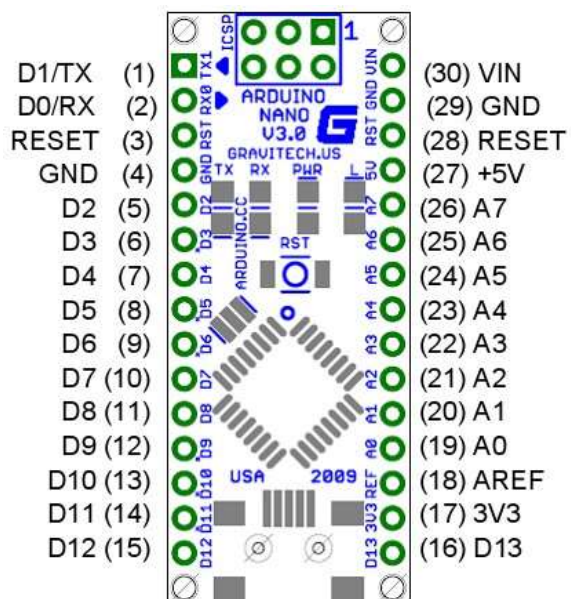 D1/TX (1)
D0/RX (2)
RESET (3)
GND (4)
D2 (5)
D3 (6)
D4 (7)
D5 (8)
D6 (9)
D7 (10)
D8 (11)
D9 (12)
D10 (13)
D11 (14)
D12 (15)
ICSP
1
TX1
RX0
RST
GND
D2
D3
D4
D5
D6
D7
D8
D9
D10
D11
D12
ARDUINO
NANO
V3.0
G
GRAVITECH.US
TX RX PWR L
ARDUINO.CC
RST
USA 2009
VIN
GND
RST
5V
A7
A6
A5
A4
A3
A2
A1
A0
REF
3V3
D13
(30) VIN
(29) GND
(28) RESET
(27) +5V
(26) A7
(25) A6
(24) A5
(23) A4
(22) A3
(21) A2
(20) A1
(19) A0
(18) AREF
(17) 3V3
(16) D13